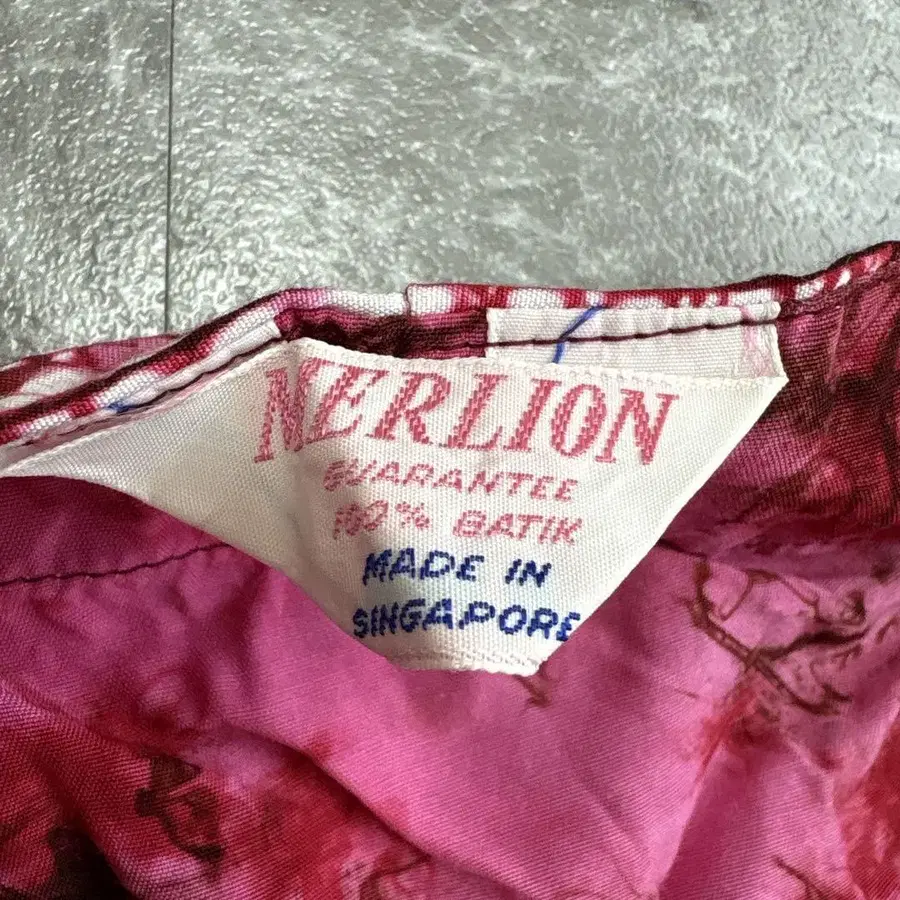 MERLION
GUARANTEE
100% BATIK
MADE IN
SINGAPORE